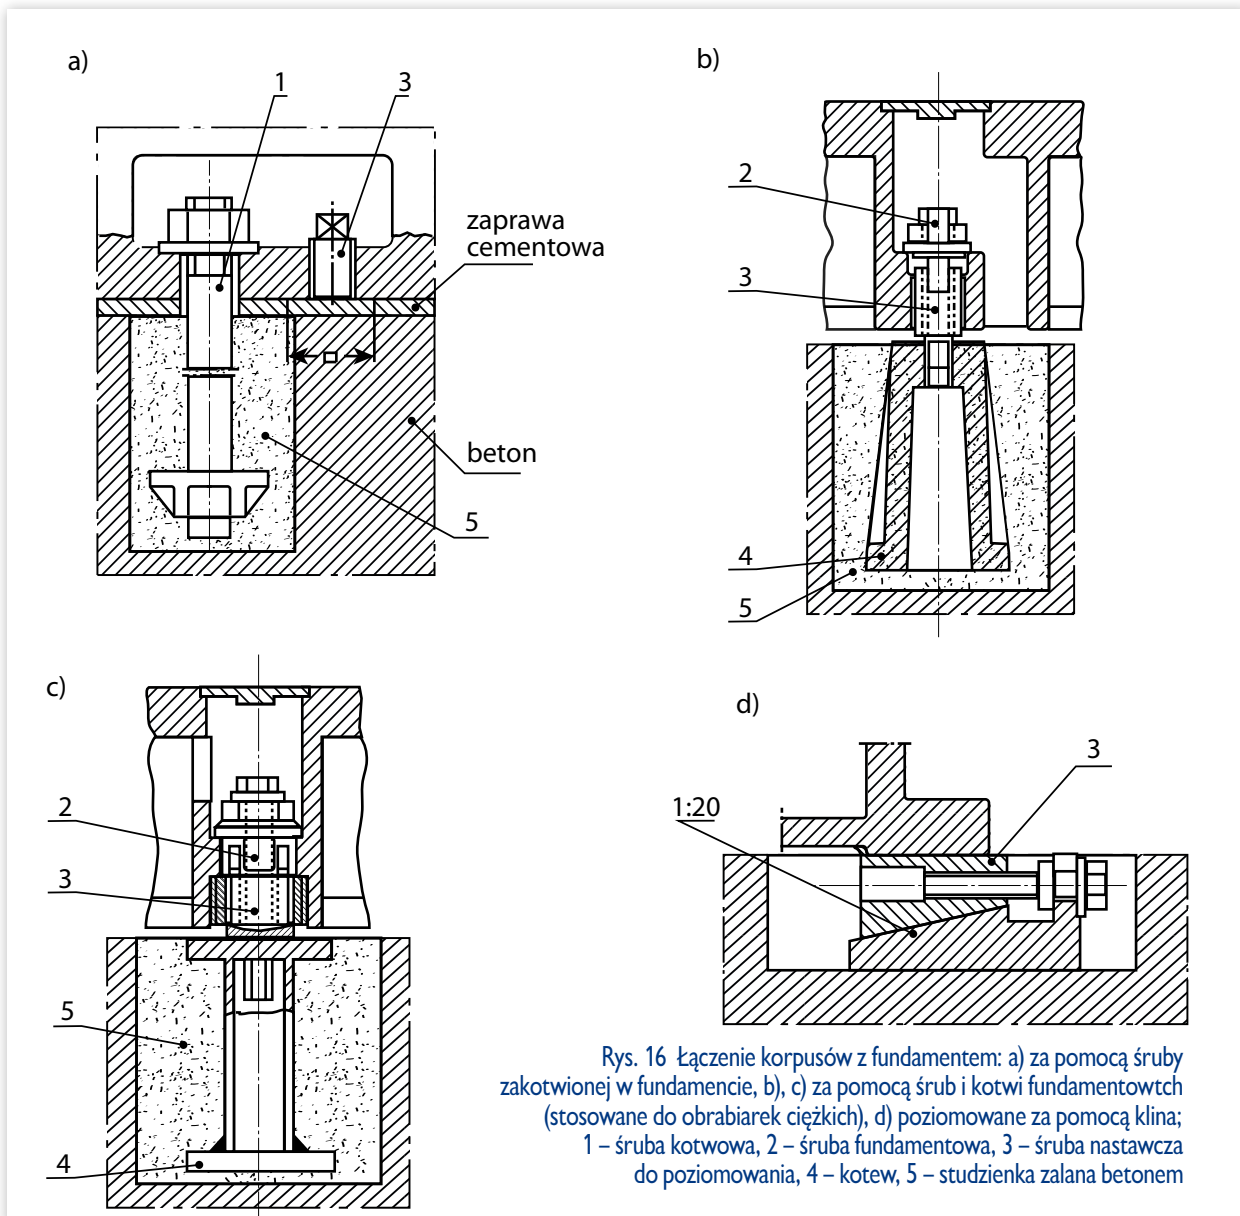 a)
1
3
zaprawa
cementowa
beton
5
b)
2
3
4
5
c)
2
3
5
4
d)
3
1:20
Rys. 16 Łączenie korpusów z fundamentem: a) za pomocą śruby
zakotwionej w fundamencie, b), c) za pomocą śrub i kotwi fundamentowtch
(stosowane do obrabiarek ciężkich), d) poziomowane za pomocą klina;
1 – śruba kotwowa, 2 – śruba fundamentowa, 3 – śruba nastawcza
do poziomowania, 4 – kotew, 5 – studzienka zalana betonem